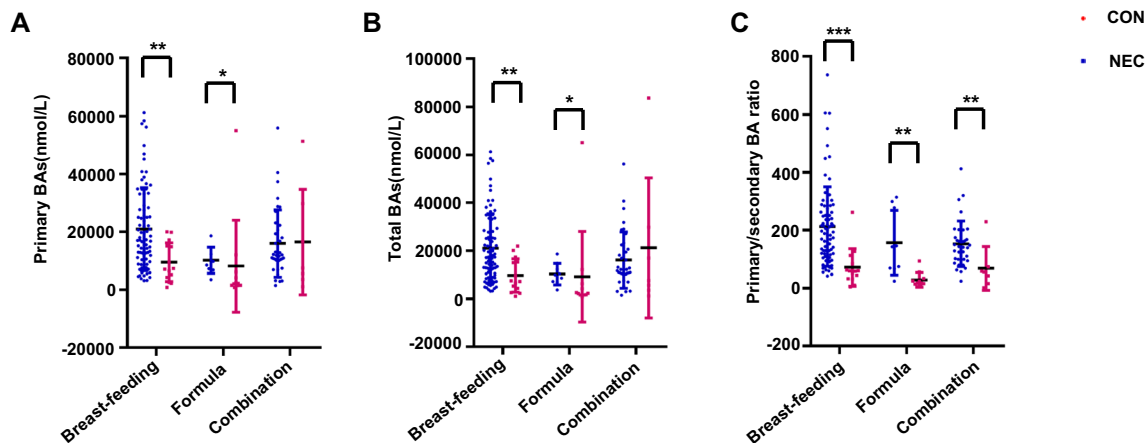 A
Primary BAs(nmol/L)
80000
60000
40000
20000
0
-20000
**
*
Breast-feeding
Formula
Combination
B
Total BAs(nmol/L)
100000
80000
60000
40000
20000
0
-20000
**
*
Breast-feeding
Formula
Combination
C
Primary/secondary BA ratio
800
600
400
200
0
-200
***
**
**
Breast-feeding
Formula
Combination
CON
NEC